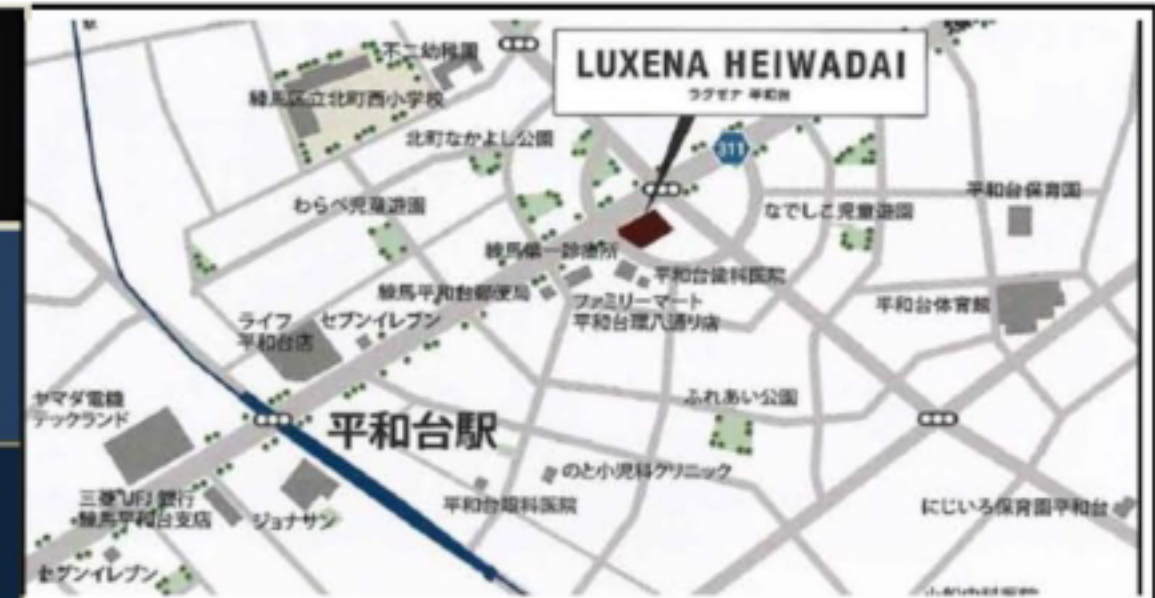 不二幼稚園
LUXENA HEIWADAI
ラグゼナ 平和台
練馬区立北町西小学校
北町なかよし公園
311
平和台保育園
わらべ児童遊園
なでしこ児童遊園
練馬第一診療所
平和台歯科医院
練馬平和台郵便局
ファミリーマート
平和台環八通り店
平和台体育館
ライフ
平和台店
セブンイレブン
ヤマダ電機
テックランド
平和台駅
ふれあい公園
のと小児科クリニック
三菱UFJ銀行
練馬平和台支店
ジョナサン
平和台眼科医院
にじいろ保育園平和台
セブンイレブン